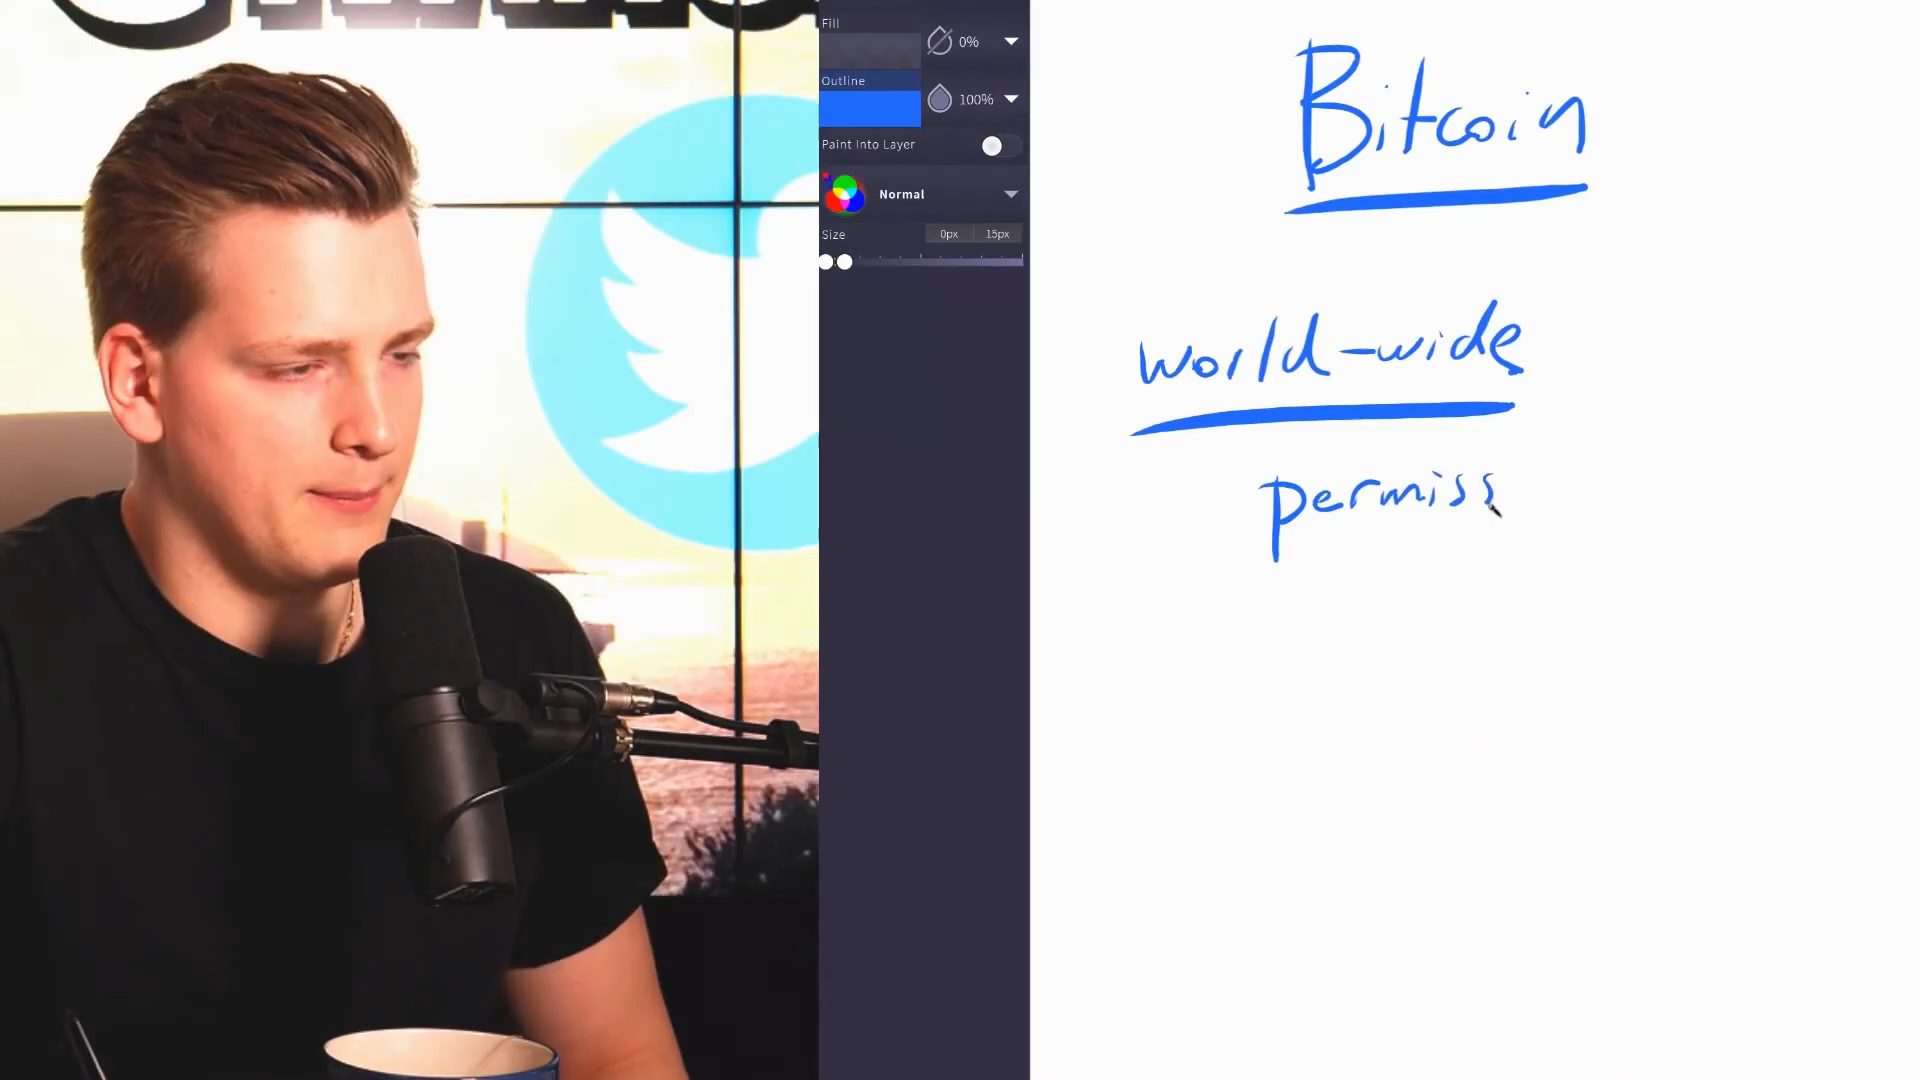 Fill
0%
Outline
100%
Paint Into Layer
Normal
Size
0px 15px
Bitcoin
world-wide
permiss